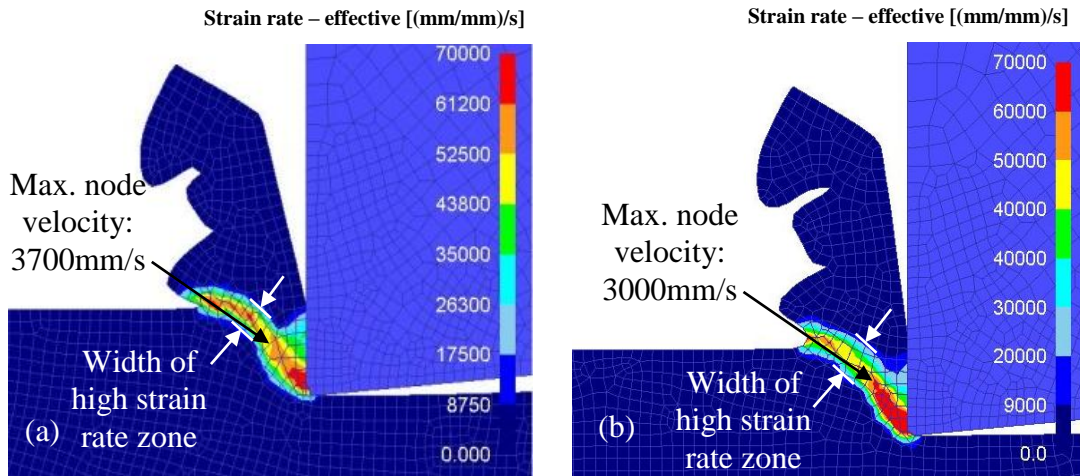 Strain rate – effective [(mm/mm)/s]
70000
61200
52500
43800
35000
26300
17500
8750
0.000
Max. node
velocity:
3700mm/s
Width of
high strain
rate zone
(a)
Strain rate – effective [(mm/mm)/s]
70000
60000
50000
40000
30000
20000
9000
0.0
Max. node
velocity:
3000mm/s
Width of
high strain
rate zone
(b)